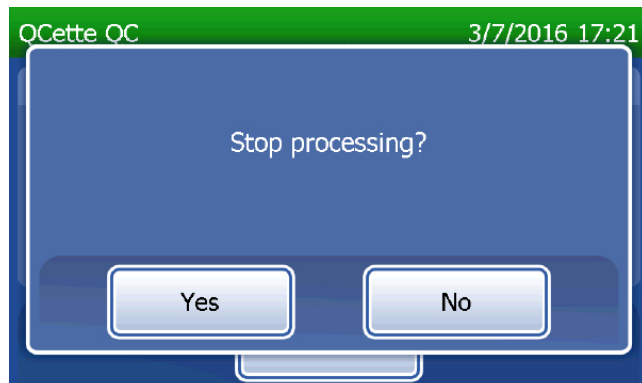 QCette QC 3/7/2016 17:21
Stop processing?
Yes No